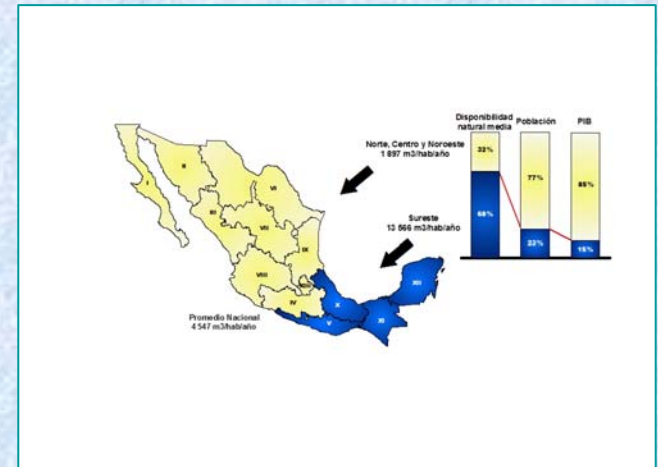 Disponibilidad
natural media
Población
PIB
32%
77%
85%
68%
23%
15%
Norte, Centro y Noroeste
1 897 m3/hab/año
Sureste
13 566 m3/hab/año
I
II
VI
III
VII
IX
VIII
IV
X
V
XI
XII
Promedio Nacional
4 547 m3/hab/año